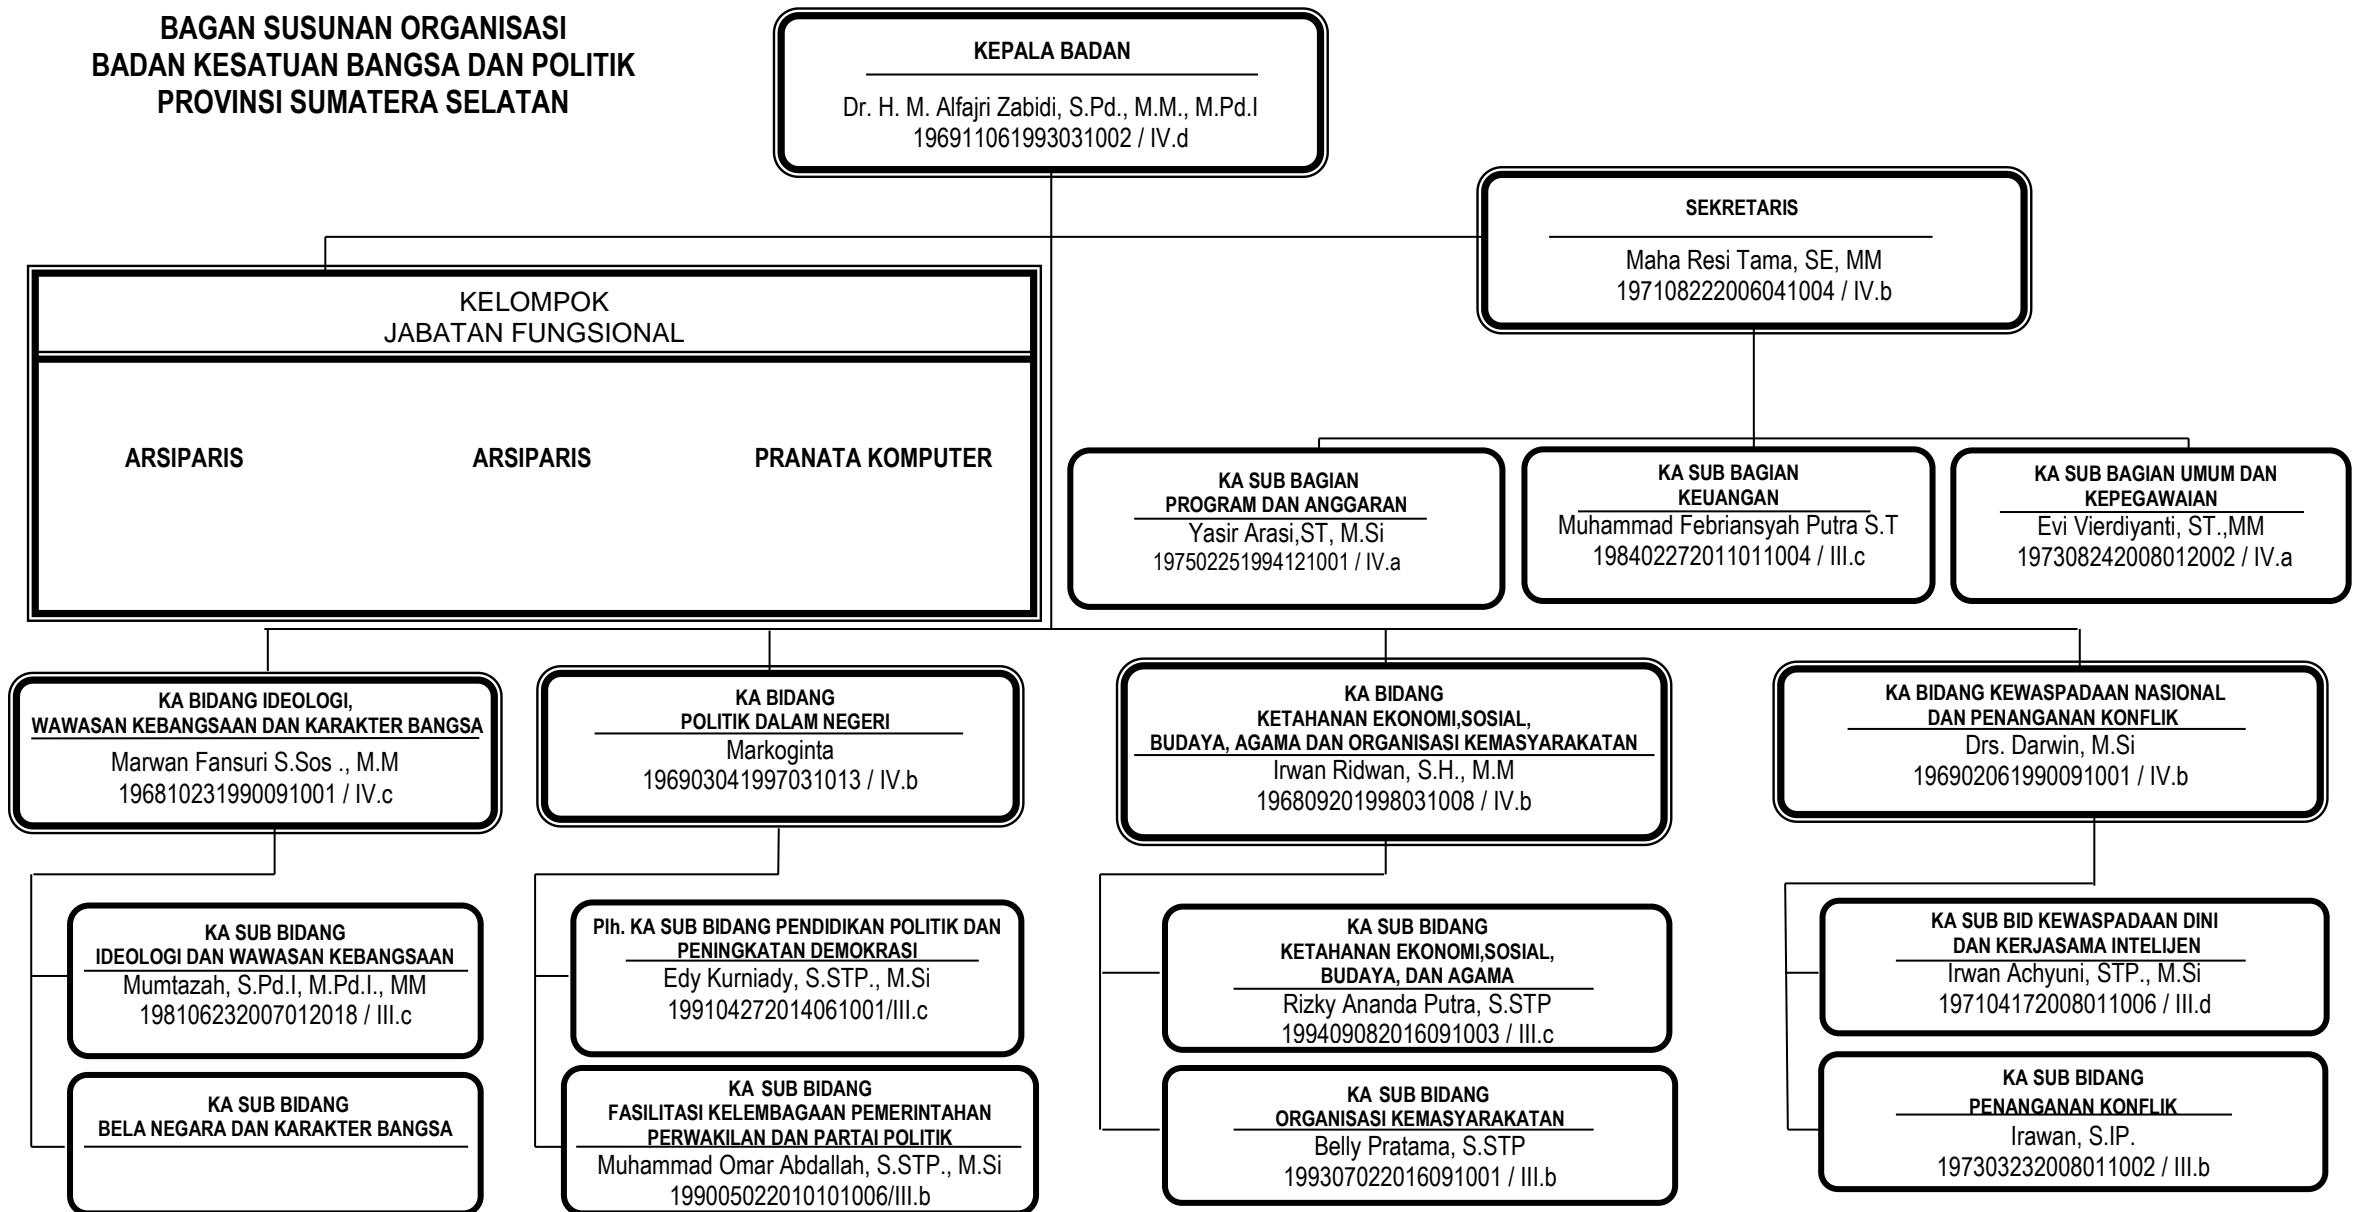 BAGAN SUSUNAN ORGANISASI
BADAN KESATUAN BANGSA DAN POLITIK
PROVINSI SUMATERA SELATAN
KEPALA BADAN
Dr. H. M. Alfajri Zabidi, S.Pd., M.M., M.Pd.I
196911061993031002 / IV.d
SEKRETARIS
Maha Resi Tama, SE, MM
197108222006041004 / IV.b
KELOMPOK
JABATAN FUNGSIONAL
ARSIPARIS
ARSIPARIS
PRANATA KOMPUTER
KA SUB BAGIAN
PROGRAM DAN ANGGARAN
Yasir Arasi,ST, M.Si
197502251994121001 / IV.a
KA SUB BAGIAN
KEUANGAN
Muhammad Febriansyah Putra S.T
198402272011011004 / III.c
KA SUB BAGIAN UMUM DAN
KEPEGAWAIAN
Evi Vierdiyanti, ST.,MM
197308242008012002 / IV.a
KA BIDANG IDEOLOGI,
WAWASAN KEBANGSAAN DAN KARAKTER BANGSA
Marwan Fansuri S.Sos ., M.M
196810231990091001 / IV.c
KA BIDANG
POLITIK DALAM NEGERI
Markoginta
196903041997031013 / IV.b
KA BIDANG
KETAHANAN EKONOMI,SOSIAL,
BUDAYA, AGAMA DAN ORGANISASI KEMASYARAKATAN
Irwan Ridwan, S.H., M.M
196809201998031008 / IV.b
KA BIDANG KEWASPADAAN NASIONAL
DAN PENANGANAN KONFLIK
Drs. Darwin, M.Si
196902061990091001 / IV.b
KA SUB BIDANG
IDEOLOGI DAN WAWASAN KEBANGSAAN
Mumtazah, S.Pd.I, M.Pd.I., MM
198106232007012018 / III.c
Plh. KA SUB BIDANG PENDIDIKAN POLITIK DAN
PENINGKATAN DEMOKRASI
Edy Kurniady, S.STP., M.Si
199104272014061001/III.c
KA SUB BIDANG
KETAHANAN EKONOMI,SOSIAL,
BUDAYA, DAN AGAMA
Rizky Ananda Putra, S.STP
199409082016091003 / III.c
KA SUB BID KEWASPADAAN DINI
DAN KERJASAMA INTELIJEN
Irwan Achyuni, STP., M.Si
197104172008011006 / III.d
KA SUB BIDANG
BELA NEGARA DAN KARAKTER BANGSA
KA SUB BIDANG
FASILITASI KELEMBAGAAN PEMERINTAHAN
PERWAKILAN DAN PARTAI POLITIK
Muhammad Omar Abdallah, S.STP., M.Si
199005022010101006/III.b
KA SUB BIDANG
ORGANISASI KEMASYARAKATAN
Belly Pratama, S.STP
199307022016091001 / III.b
KA SUB BIDANG
PENANGANAN KONFLIK
Irawan, S.IP.
197303232008011002 / III.b